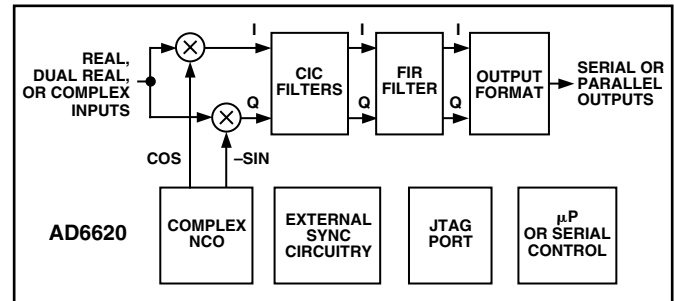 REAL,
DUAL REAL,
OR COMPLEX
INPUTS
I
Q
CIC
FILTERS
I
Q
FIR
FILTER
I
Q
OUTPUT
FORMAT
SERIAL OR
PARALLEL
OUTPUTS
COS
–SIN
AD6620
COMPLEX
NCO
EXTERNAL
SYNC
CIRCUITRY
JTAG
PORT
μP
OR SERIAL
CONTROL